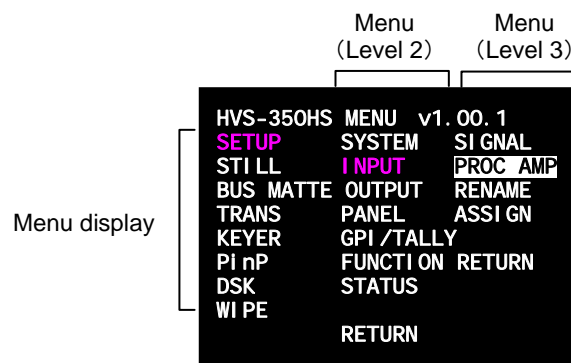 Menu Menu
(Level 2) (Level 3)
HVS-350HS MENU v1.00.1
SETUP SYSTEM SIGNAL
STILL INPUT PROC AMP
BUS MATTE OUTPUT RENAME
TRANS PANEL ASSIGN
Menu display
KEYER GPI/TALLY
PinP FUNCTION RETURN
DSK STATUS
WIPE
RETURN